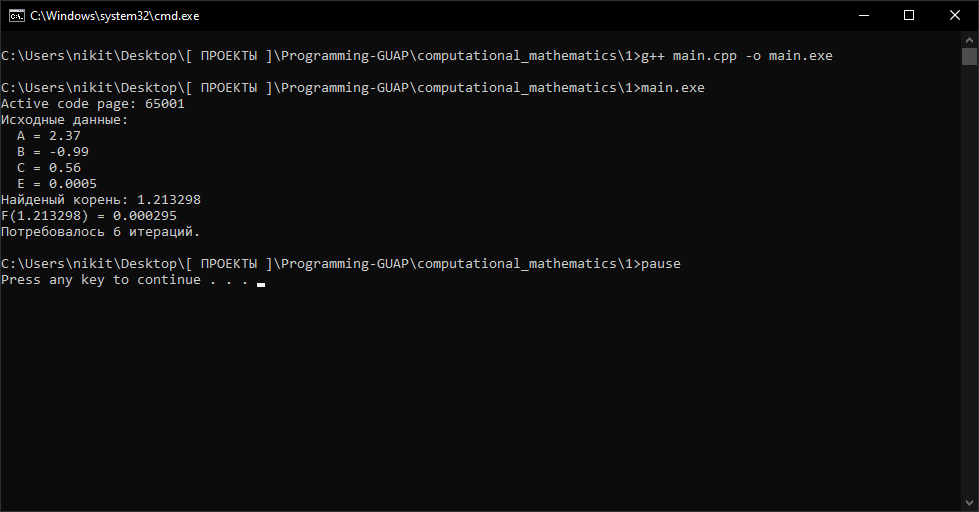 C:\Windows\system32\cmd.exe
C:\Users\nikit\Desktop\[ ПРОЕКТЫ ]\Programming-GUAP\computational_mathematics\1>g++ main.cpp -o main.exe
C:\Users\nikit\Desktop\[ ПРОЕКТЫ ]\Programming-GUAP\computational_mathematics\1>main.exe
Active code page: 65001
Исходные данные:
A = 2.37
B = -0.99
C = 0.56
E = 0.0005
Найденый корень: 1.213298
F(1.213298) = 0.000295
Потребовалось 6 итераций.
C:\Users\nikit\Desktop\[ ПРОЕКТЫ ]\Programming-GUAP\computational_mathematics\1>pause
Press any key to continue . . .